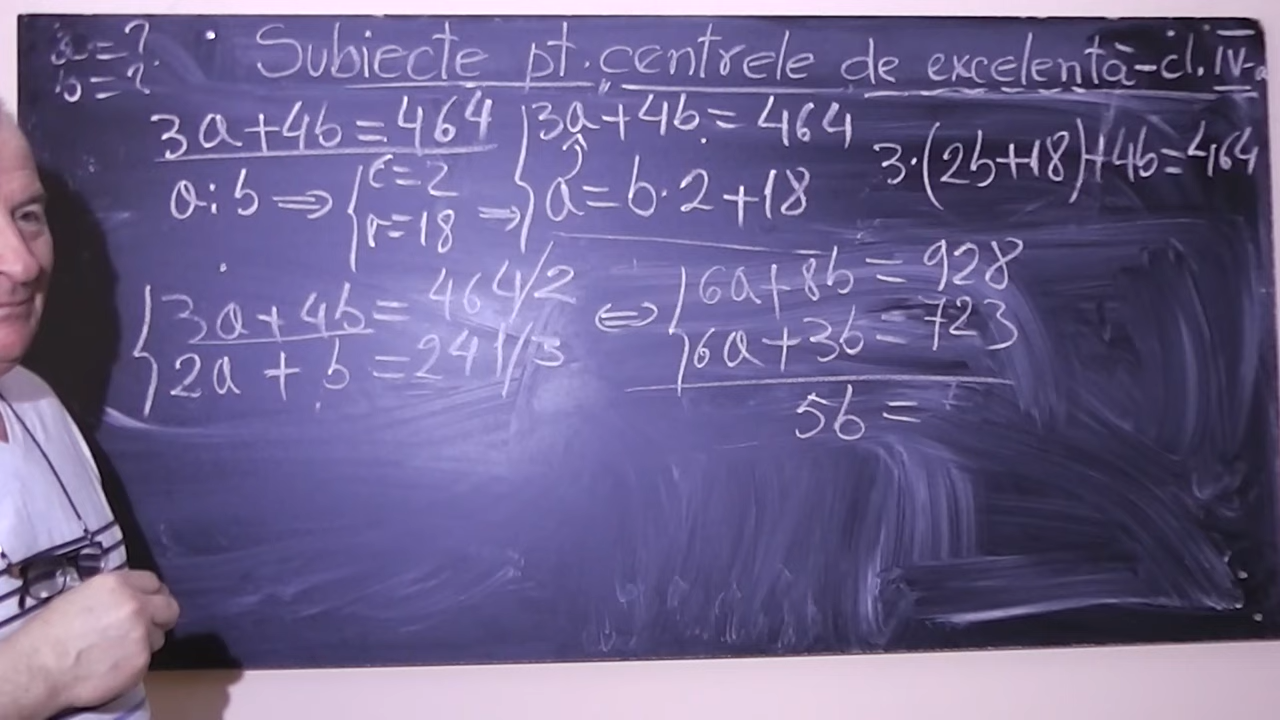 a=?
b=?
Subiecte pt. centrele de excelență-cl. IV-a
3a+4b=464
a:b ⇒ { c=2
r=18
⇒ { 3a+4b=464
a=b·2+18
3·(2b+18)+4b=464
{ 3a+4b=464/2
2a+b=241/3
⇔ { 6a+8b=928
6a+3b=723
5b=